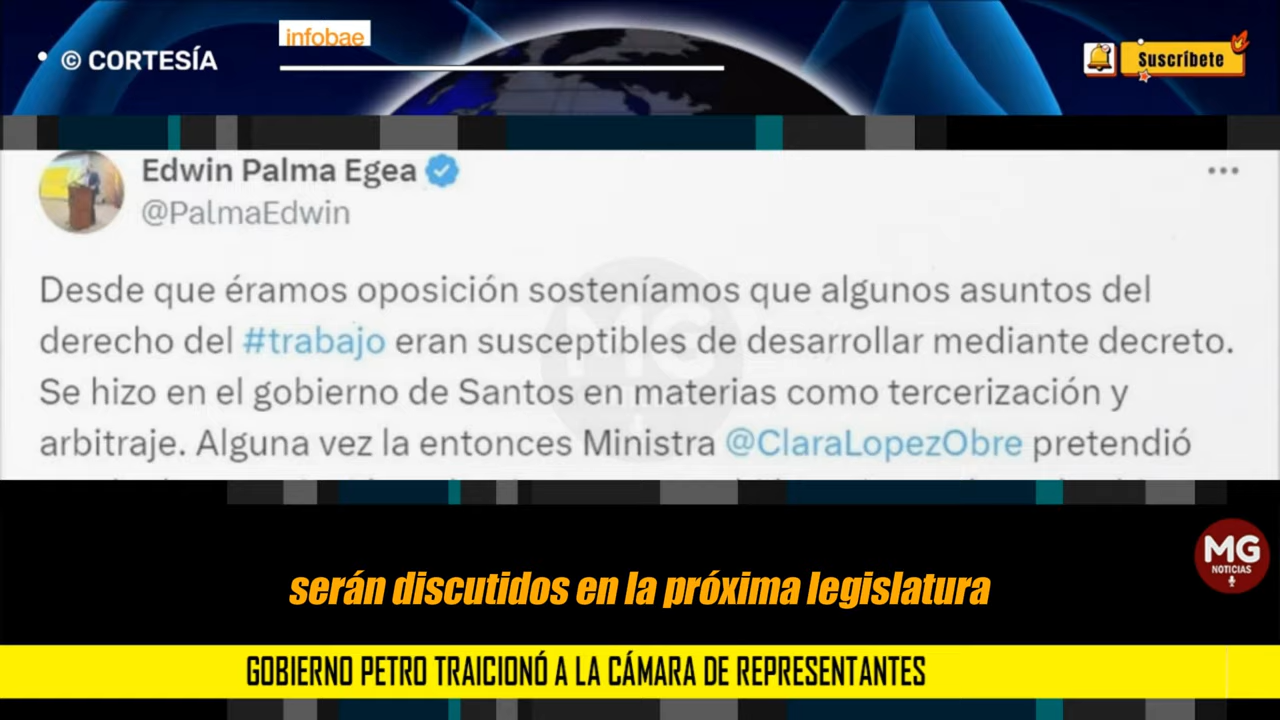 infobae
© CORTESÍA
Suscríbete
Edwin Palma Egea
@PalmaEdwin
Desde que éramos oposición sosteníamos que algunos asuntos del
derecho del #trabajo eran susceptibles de desarrollar mediante decreto.
Se hizo en el gobierno de Santos en materias como tercerización y
arbitraje. Alguna vez la entonces Ministra @ClaraLopezObre pretendió
serán discutidos en la próxima legislatura
MG
NOTICIAS
GOBIERNO PETRO TRAICIONÓ A LA CÁMARA DE REPRESENTANTES